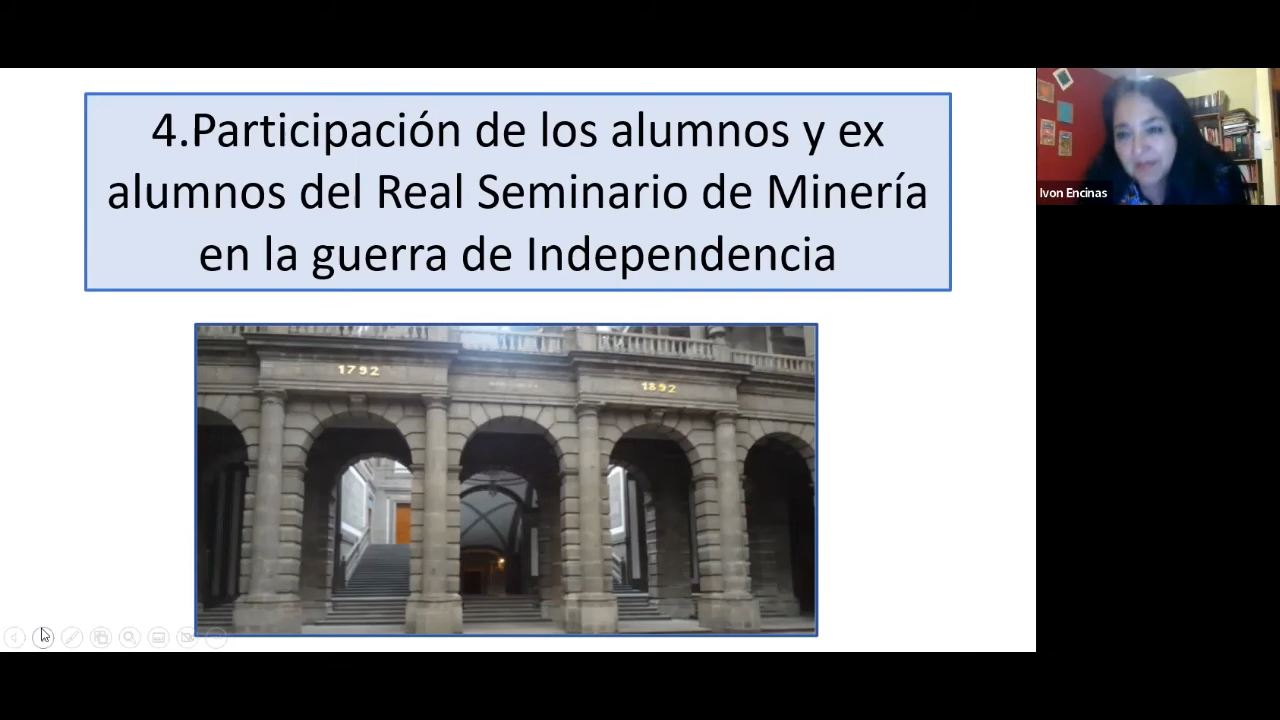 4.Participación de los alumnos y ex
alumnos del Real Seminario de Minería
en la guerra de Independencia
1792
1892
Ivon Encinas